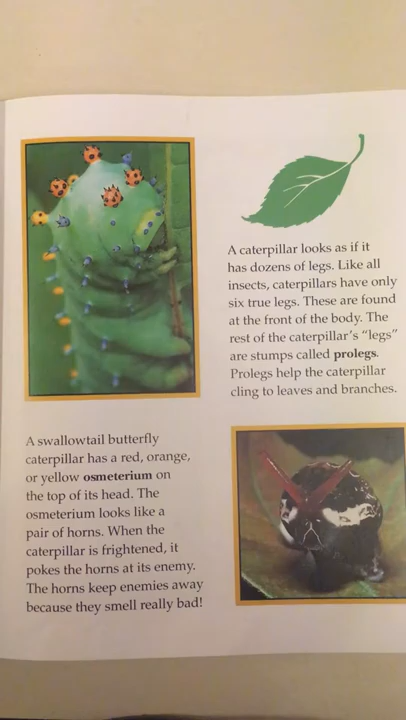 A caterpillar looks as if it
has dozens of legs. Like all
insects, caterpillars have only
six true legs. These are found
at the front of the body. The
rest of the caterpillar's "legs"
are stumps called prolegs.
Prolegs help the caterpillar
cling to leaves and branches.
A swallowtail butterfly
caterpillar has a red, orange,
or yellow osmeterium on
the top of its head. The
osmeterium looks like a
pair of horns. When the
caterpillar is frightened, it
pokes the horns at its enemy.
The horns keep enemies away
because they smell really bad!